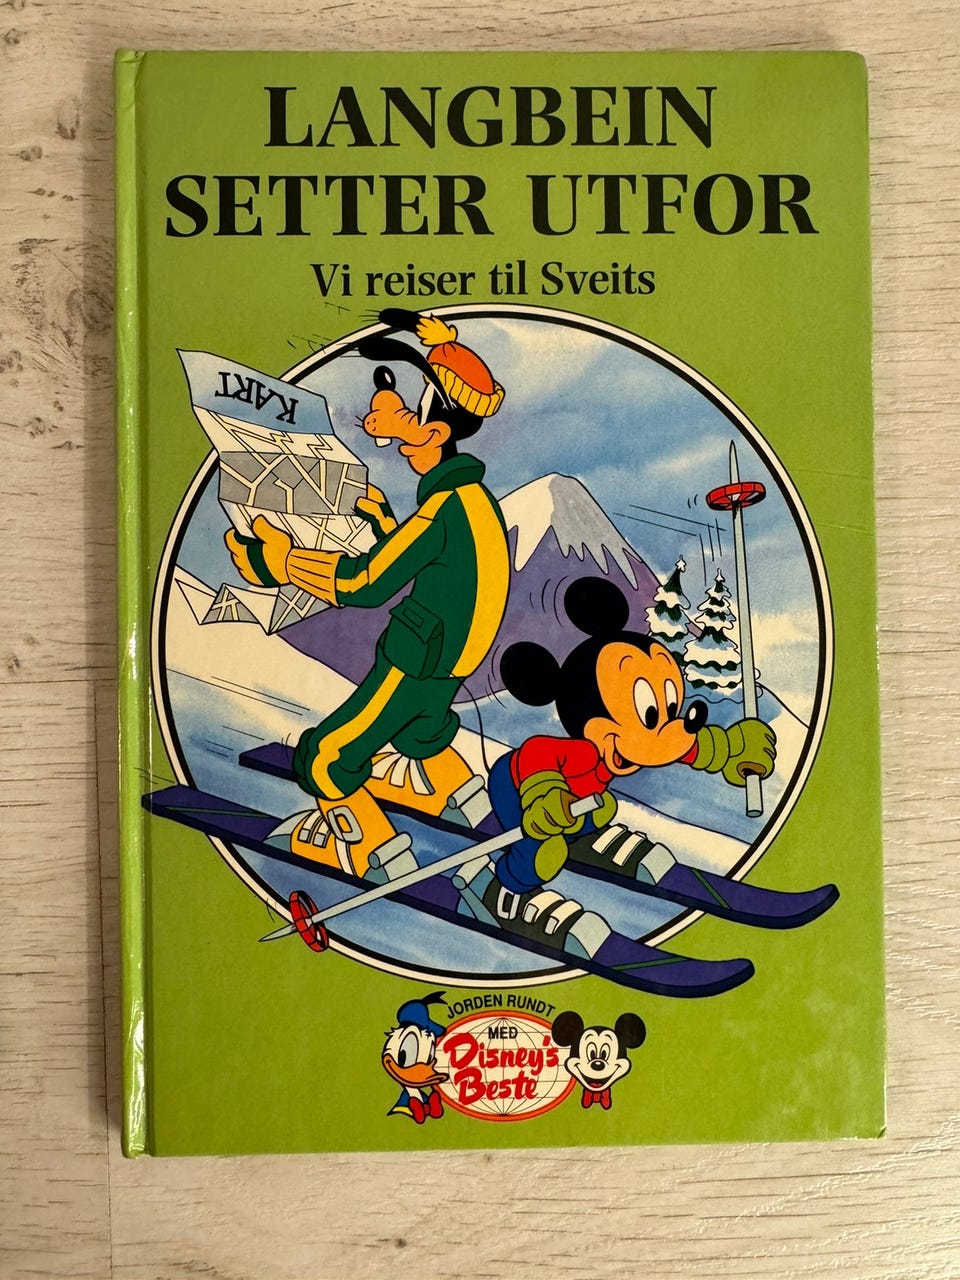 LANGBEIN
SETTER UTFOR
Vi reiser til Sveits
KART
JORDEN RUNDT
MED
Disney's
Beste